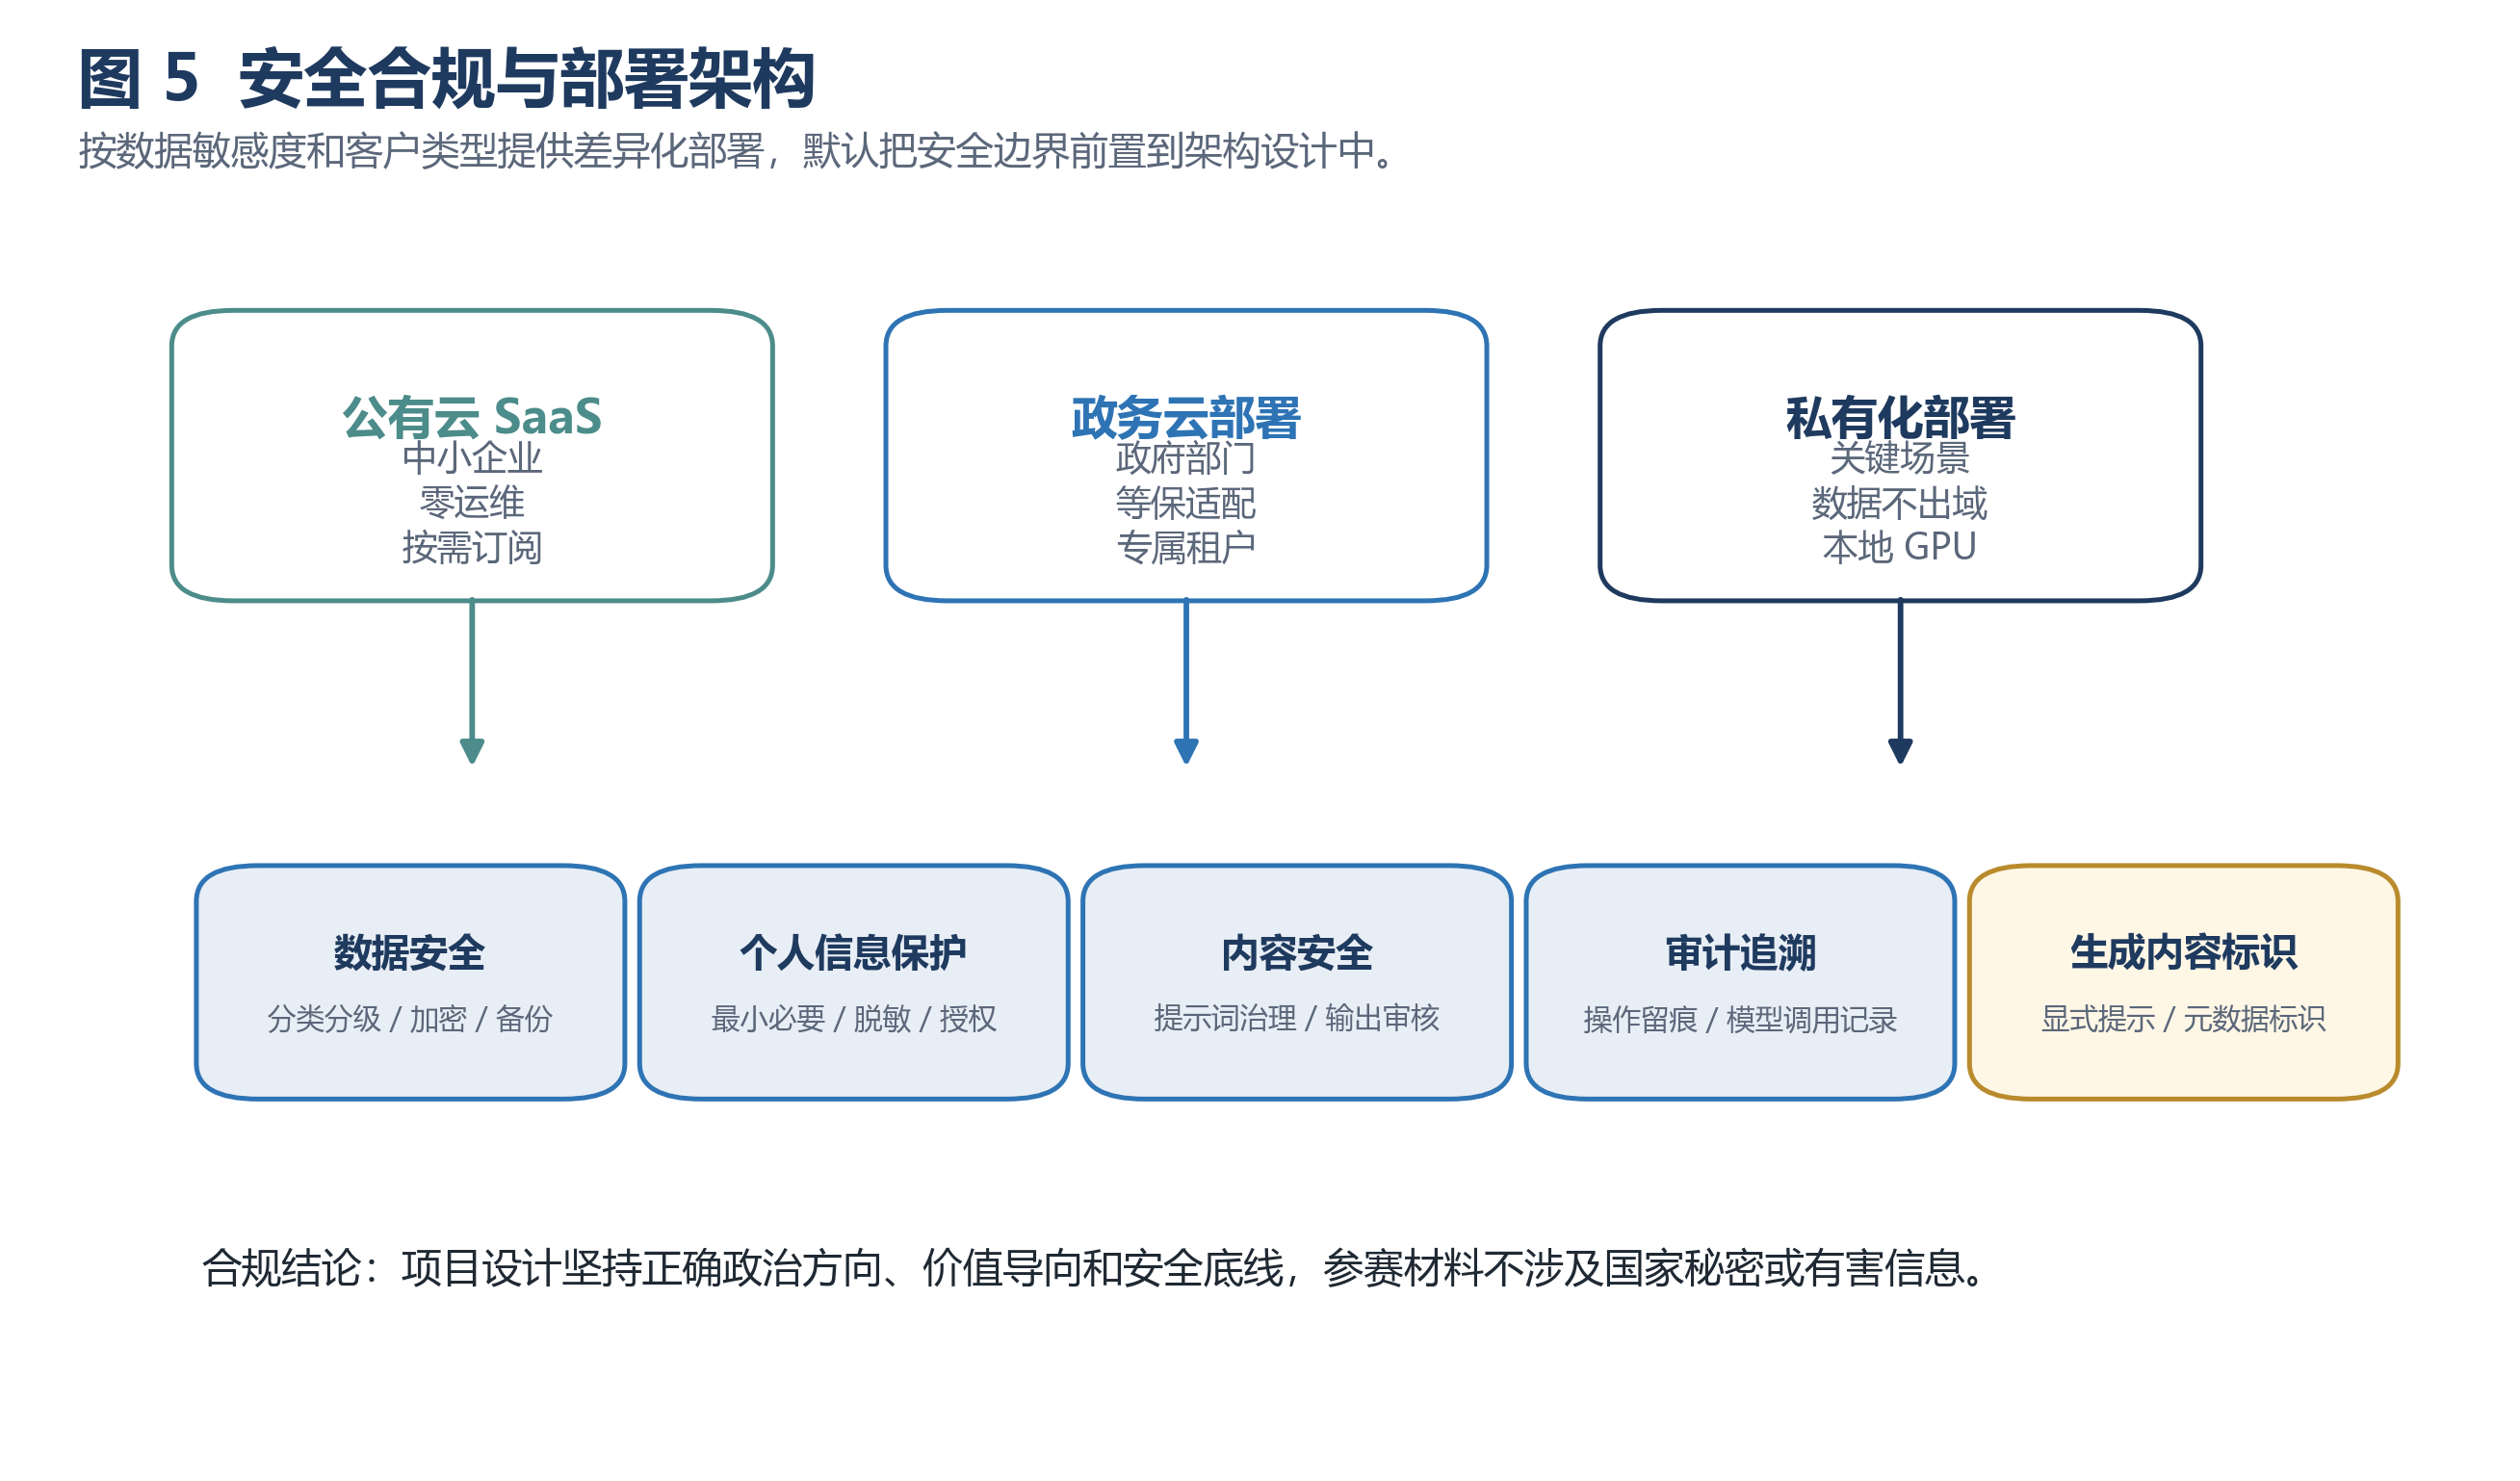 图 5 安全合规与部署架构
按数据敏感度和客户类型提供差异化部署，默认把安全边界前置到架构设计中。
公有云 SaaS
中小企业
零运维
按需订阅
政务云部署
政府部门
等保适配
专属租户
私有化部署
关键场景
数据不出域
本地 GPU
数据安全
分类分级 / 加密 / 备份
个人信息保护
最小必要 / 脱敏 / 授权
内容安全
提示词治理 / 输出审核
审计追溯
操作留痕 / 模型调用记录
生成内容标识
显式提示 / 元数据标识
合规结论：项目设计坚持正确政治方向、价值导向和安全底线，参赛材料不涉及国家秘密或有害信息。